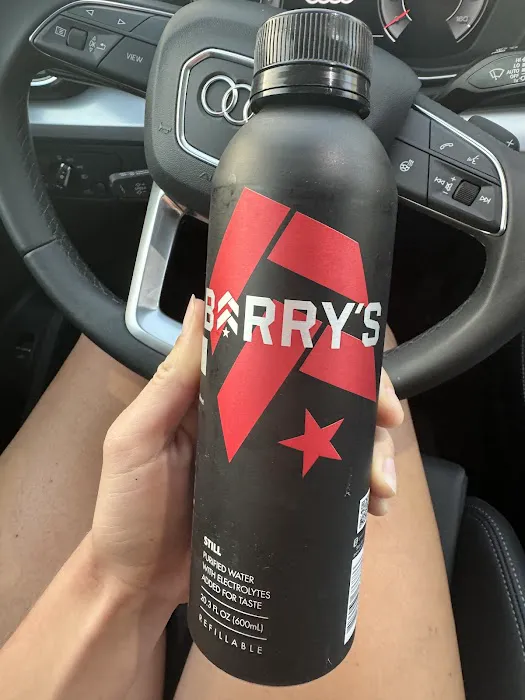 VIEW
BARRY'S
STILL
PURIFIED WATER
WITH ELECTROLYTES
ADDED FOR TASTE
20.3 FL OZ (600mL)
REFILLABLE